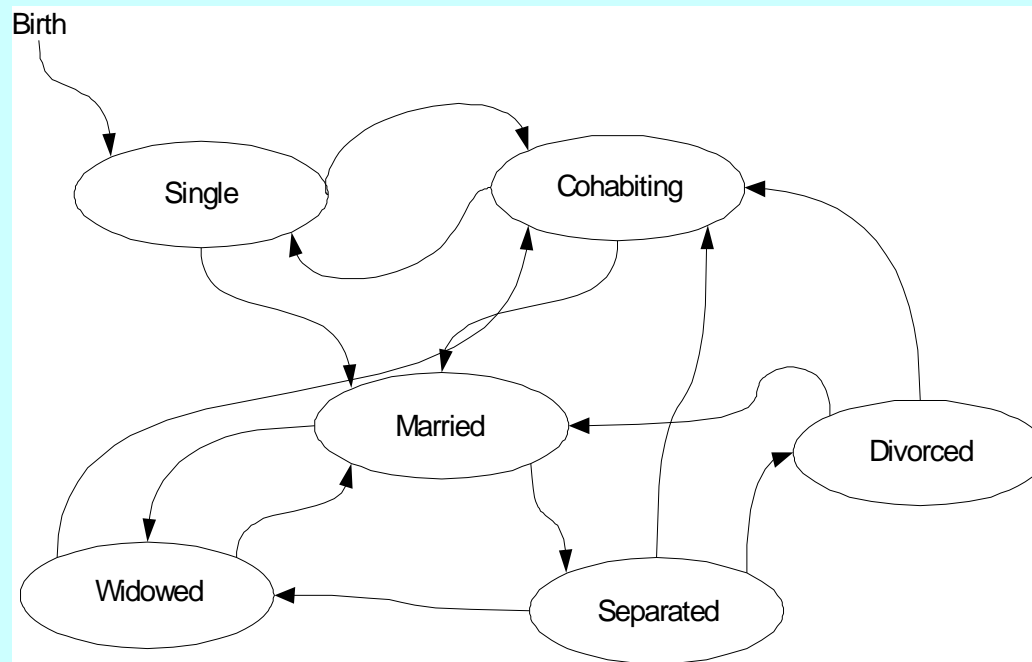 Birth
Single
Cohabiting
Married
Divorced
Widowed
Separated